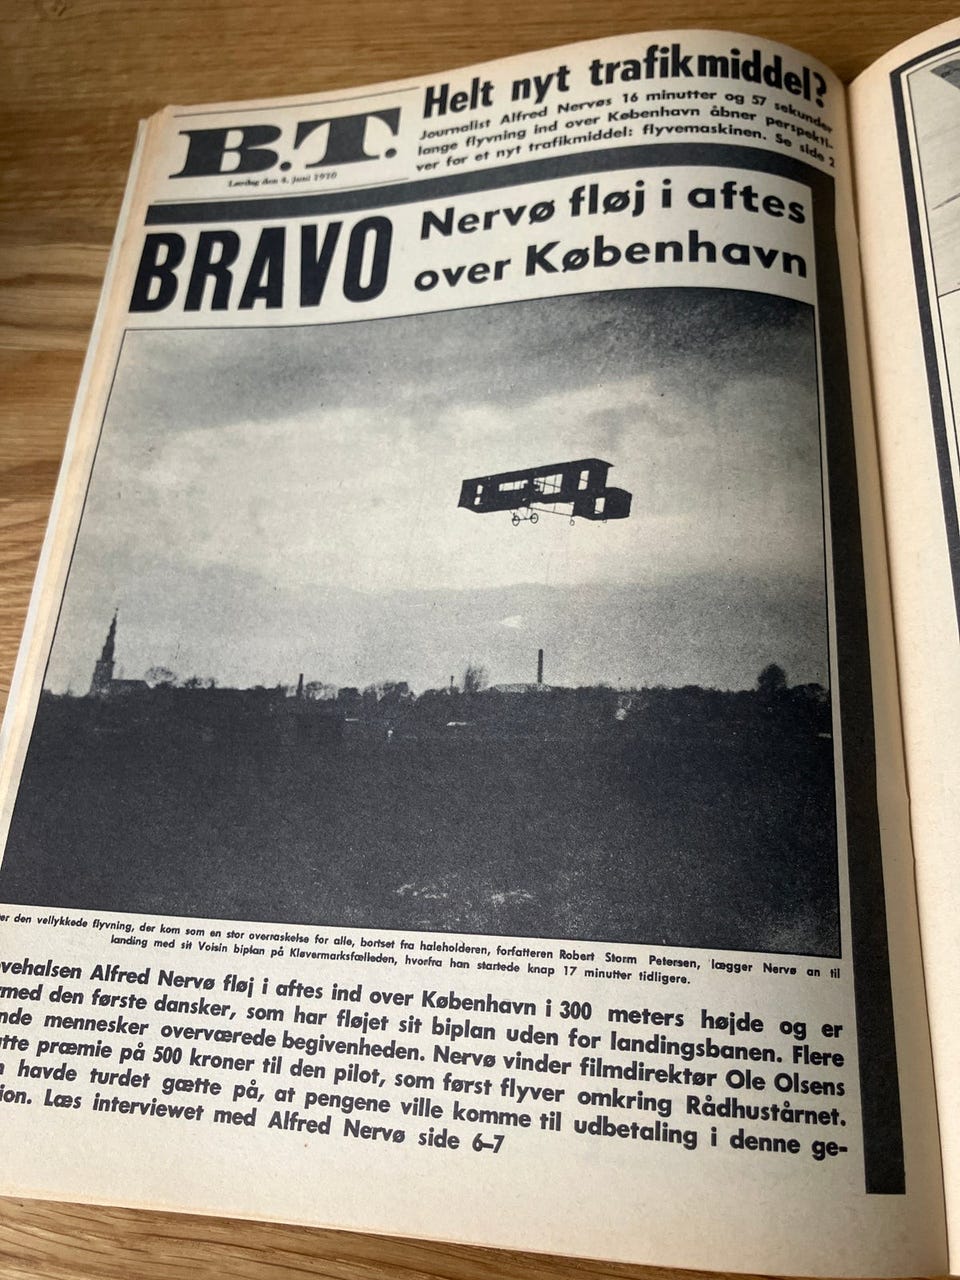 Helt nyt trafikmiddel?
Journalist Alfred Nervøs 16 minutter og 57 sekunder
lange flyvning ind over København åbner perspekti-
ver for et nyt trafikmiddel: flyvemaskinen. Se side 2
B.T.
Lørdag den 4. juni 1910
BRAVO
Nervø fløj i aftes
over København
den vellykkede flyvning, der kom som en stor overraskelse for alle, bortset fra haleholderen, forfatteren Robert Storm Petersen, lægger Nervø an til
landing med sit Voisin biplan på Kløvermarksfælleden, hvorfra han startede knap 17 minutter tidligere.
vehalsen Alfred Nervø fløj i aftes ind over København i 300 meters højde og er
med den første dansker, som har fløjet sit biplan uden for landingsbanen. Flere
nde mennesker overværede begivenheden. Nervø vinder filmdirektør Ole Olsens
tte præmie på 500 kroner til den pilot, som først flyver omkring Rådhustårnet.
havde turdet gætte på, at pengene ville komme til udbetaling i denne ge-
ion. Læs interviewet med Alfred Nervø side 6–7